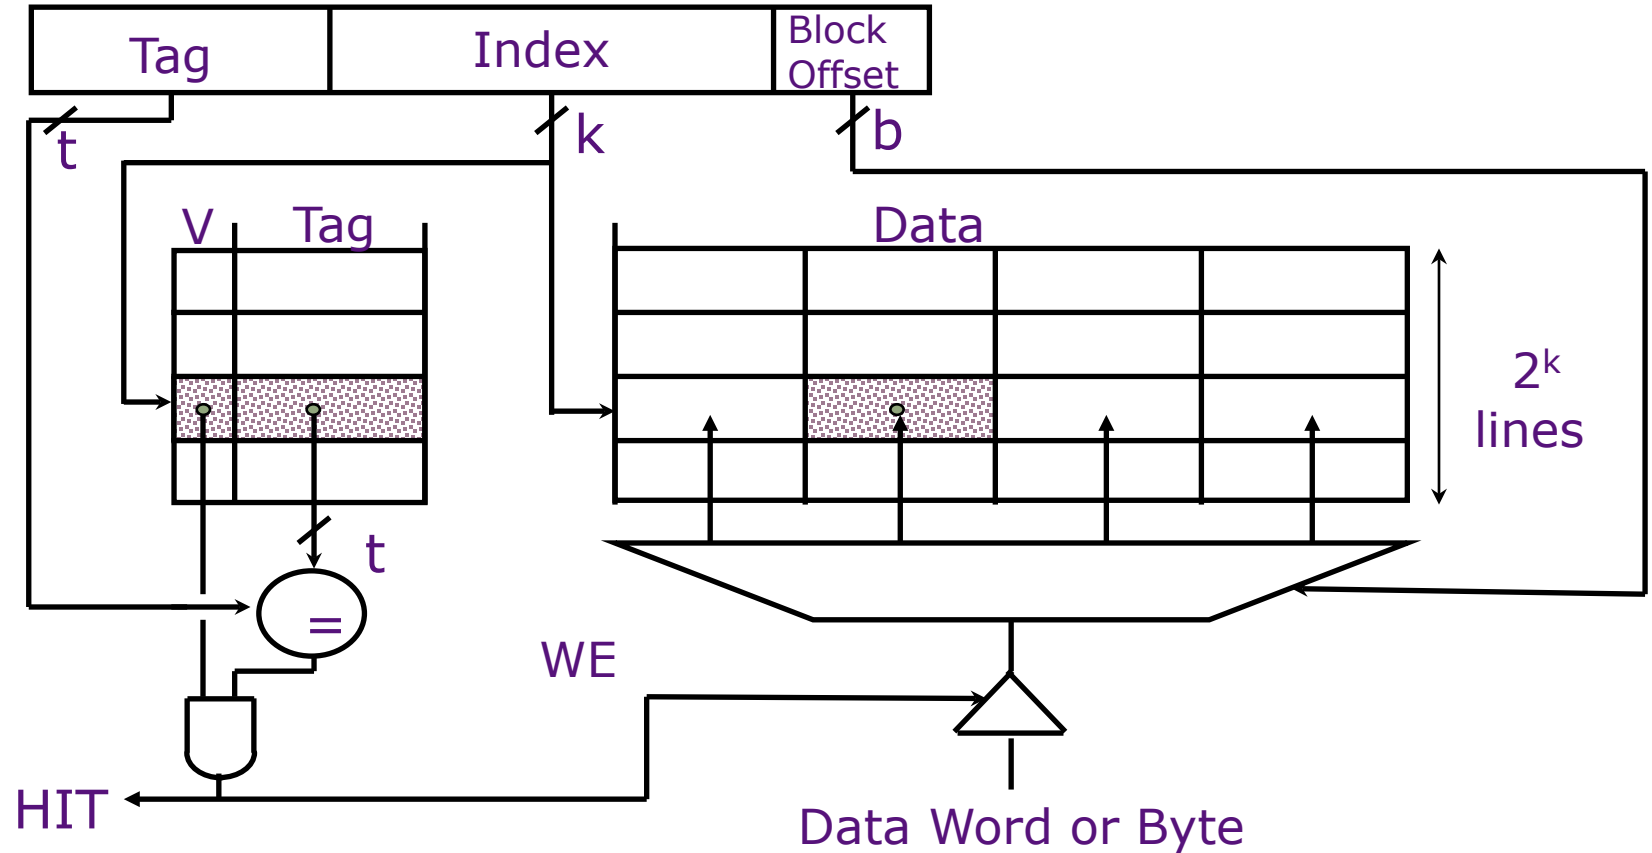 Tag
Index
Block
Offset
t
k
b
V
Tag
Data
2ᵏ
lines
t
=
WE
HIT
Data Word or Byte